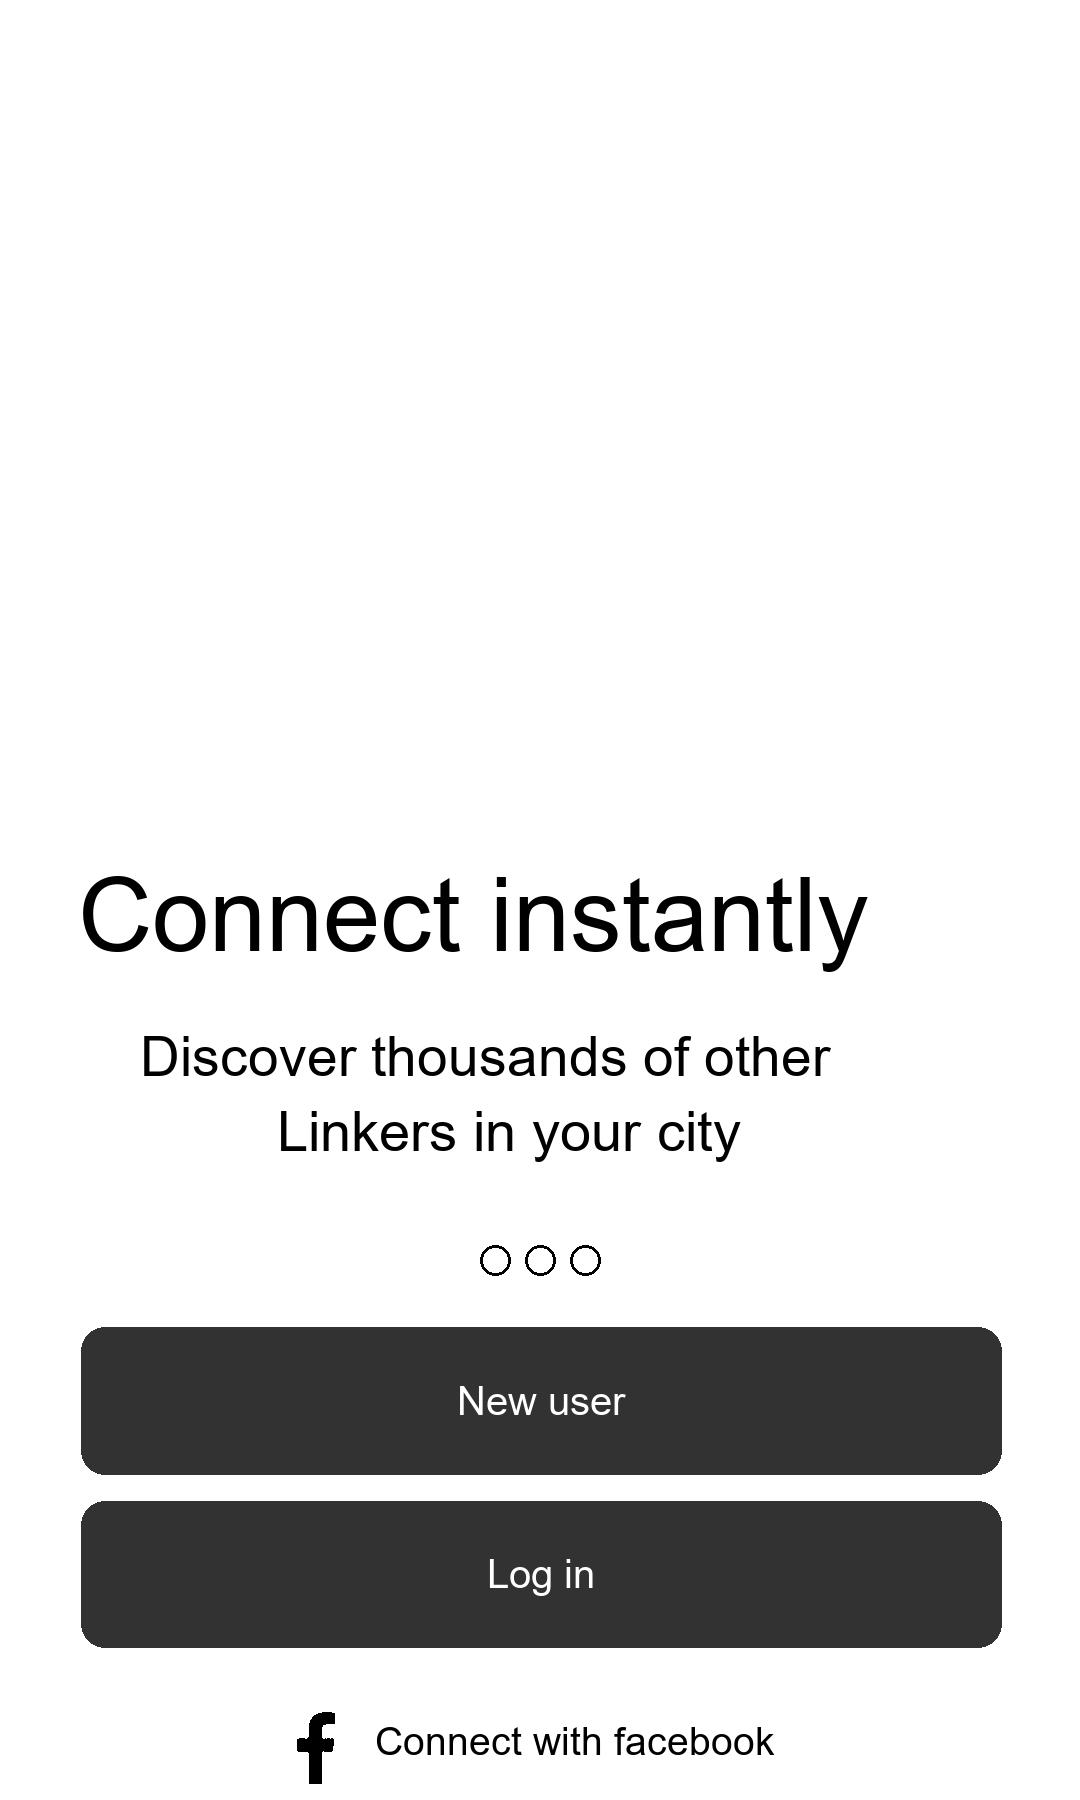 Connect instantly
Discover thousands of other
Linkers in your city
New user
Log in
Connect with facebook